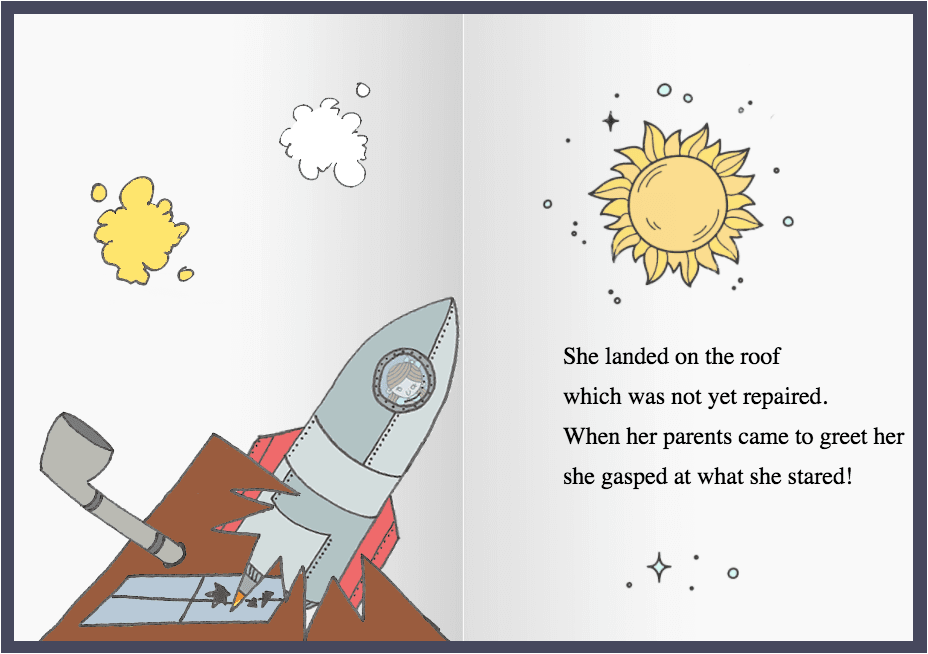 She landed on the roof
which was not yet repaired.
When her parents came to greet her
she gasped at what she stared!